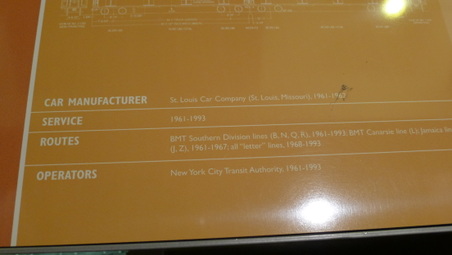 CAR MANUFACTURER St. Louis Car Company (St. Louis, Missouri), 1961-
SERVICE 1961-1993
ROUTES BMT Southern Division lines (B, N, Q, R), 1961-1993; BMT Canarsie line (L); Jamaica
(J, Z), 1961-1967; all "letter" lines, 1968-1993
OPERATORS New York City Transit Authority, 1961-1993